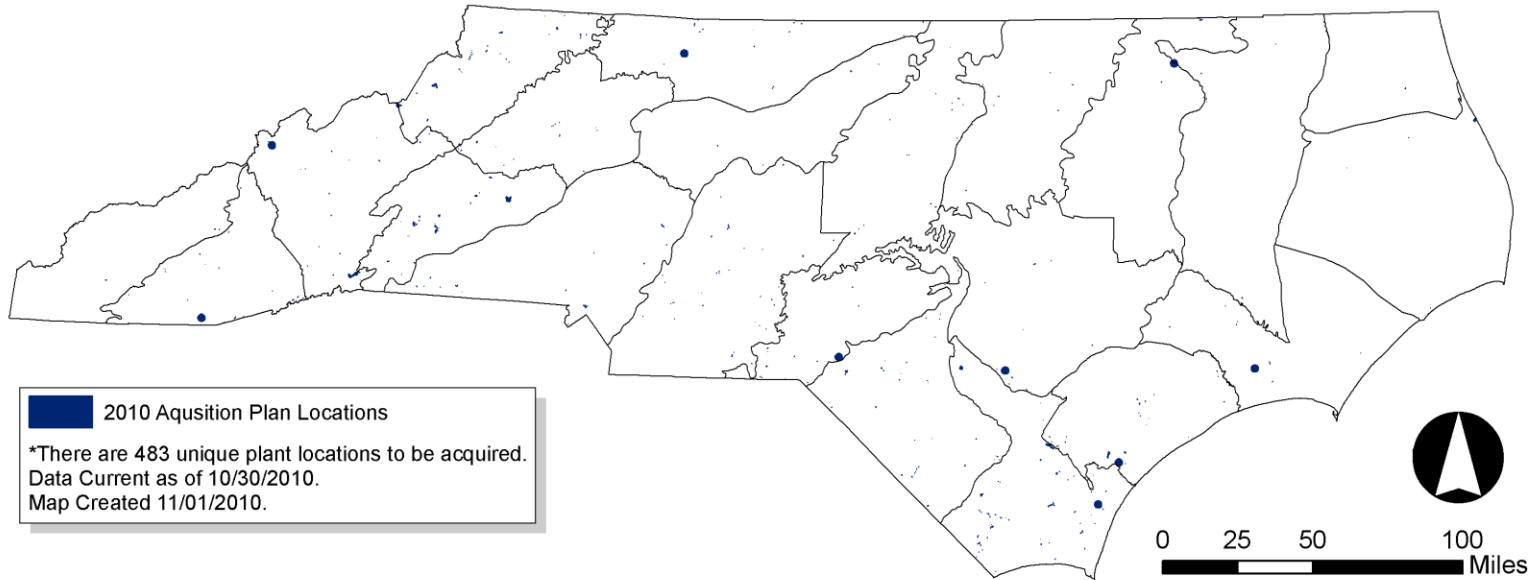 2010 Aqusition Plan Locations
*There are 483 unique plant locations to be acquired.
Data Current as of 10/30/2010.
Map Created 11/01/2010.
0 25 50 100
Miles